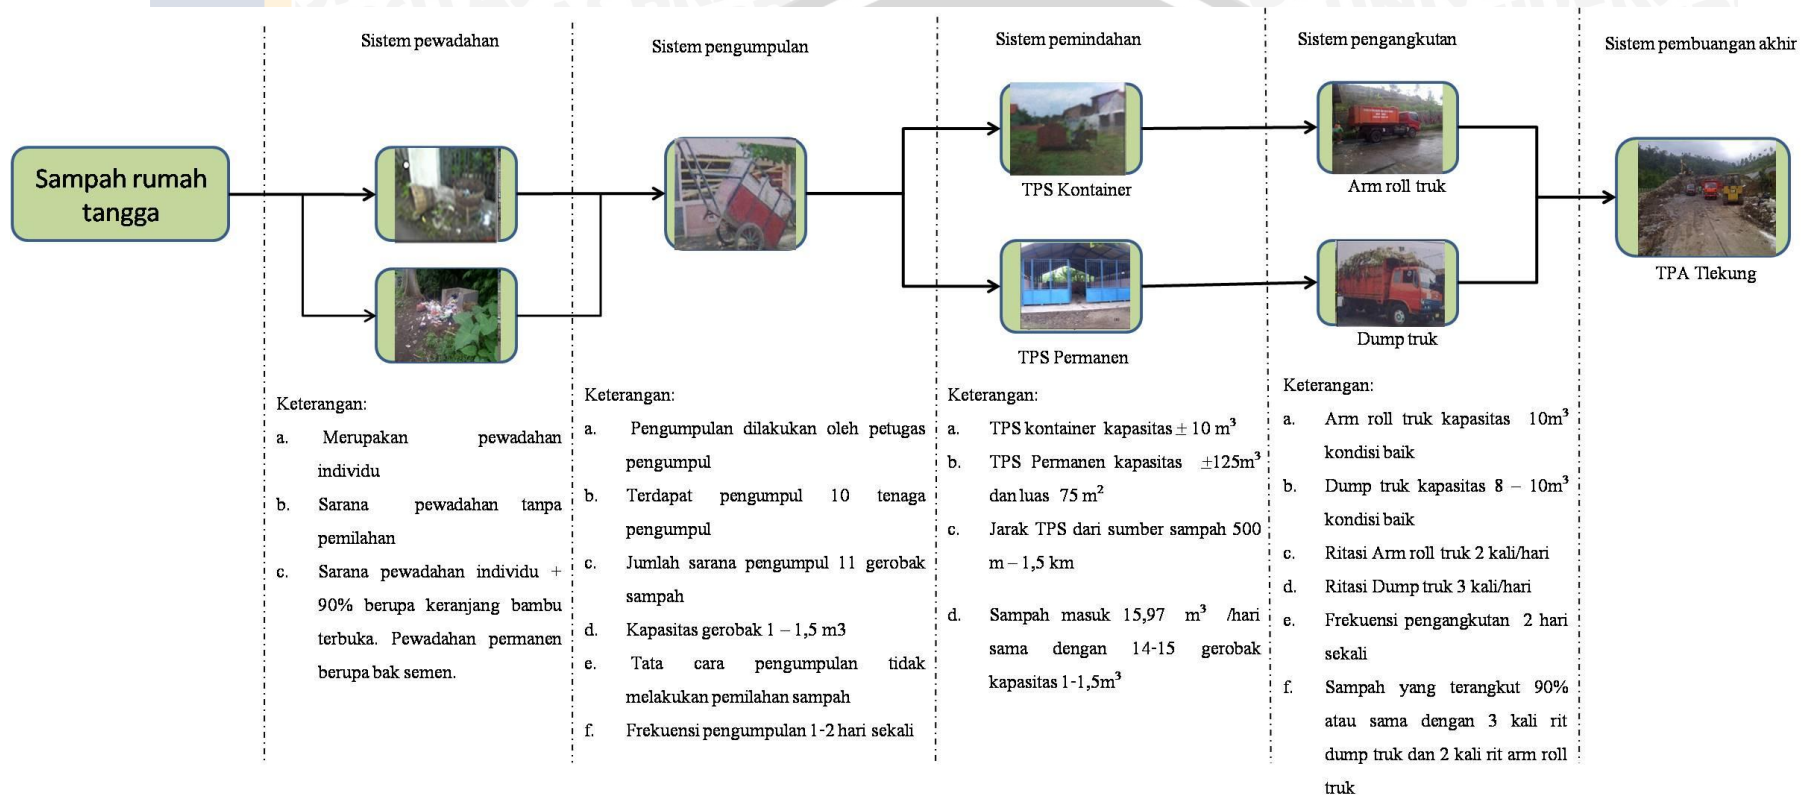 Sistem pewadahan
Sistem pengumpulan
Sistem pemindahan
Sistem pengangkutan
Sistem pembuangan akhir
Sampah rumah
tangga
TPS Kontainer
TPS Permanen
Arm roll truk
Dump truk
TPA Tlekung
Keterangan:
a. Merupakan pewadahan
individu
b. Sarana pewadahan tanpa
pemilahan
c. Sarana pewadahan individu +
90% berupa keranjang bambu
terbuka. Pewadahan permanen
berupa bak semen.
Keterangan:
a. Pengumpulan dilakukan oleh petugas
pengumpul
b. Terdapat pengumpul 10 tenaga
pengumpul
c. Jumlah sarana pengumpul 11 gerobak
sampah
d. Kapasitas gerobak 1 – 1,5 m3
e. Tata cara pengumpulan tidak
melakukan pemilahan sampah
f. Frekuensi pengumpulan 1-2 hari sekali
Keterangan:
a. TPS kontainer kapasitas ± 10 m³
b. TPS Permanen kapasitas ±125m³
dan luas 75 m²
c. Jarak TPS dari sumber sampah 500
m – 1,5 km
d. Sampah masuk 15,97 m³ /hari
sama dengan 14-15 gerobak
kapasitas 1-1,5m³
Keterangan:
a. Arm roll truk kapasitas 10m³
kondisi baik
b. Dump truk kapasitas 8 – 10m³
kondisi baik
c. Ritasi Arm roll truk 2 kali/hari
d. Ritasi Dump truk 3 kali/hari
e. Frekuensi pengangkutan 2 hari
sekali
f. Sampah yang terangkut 90%
atau sama dengan 3 kali rit
dump truk dan 2 kali rit arm roll
truk